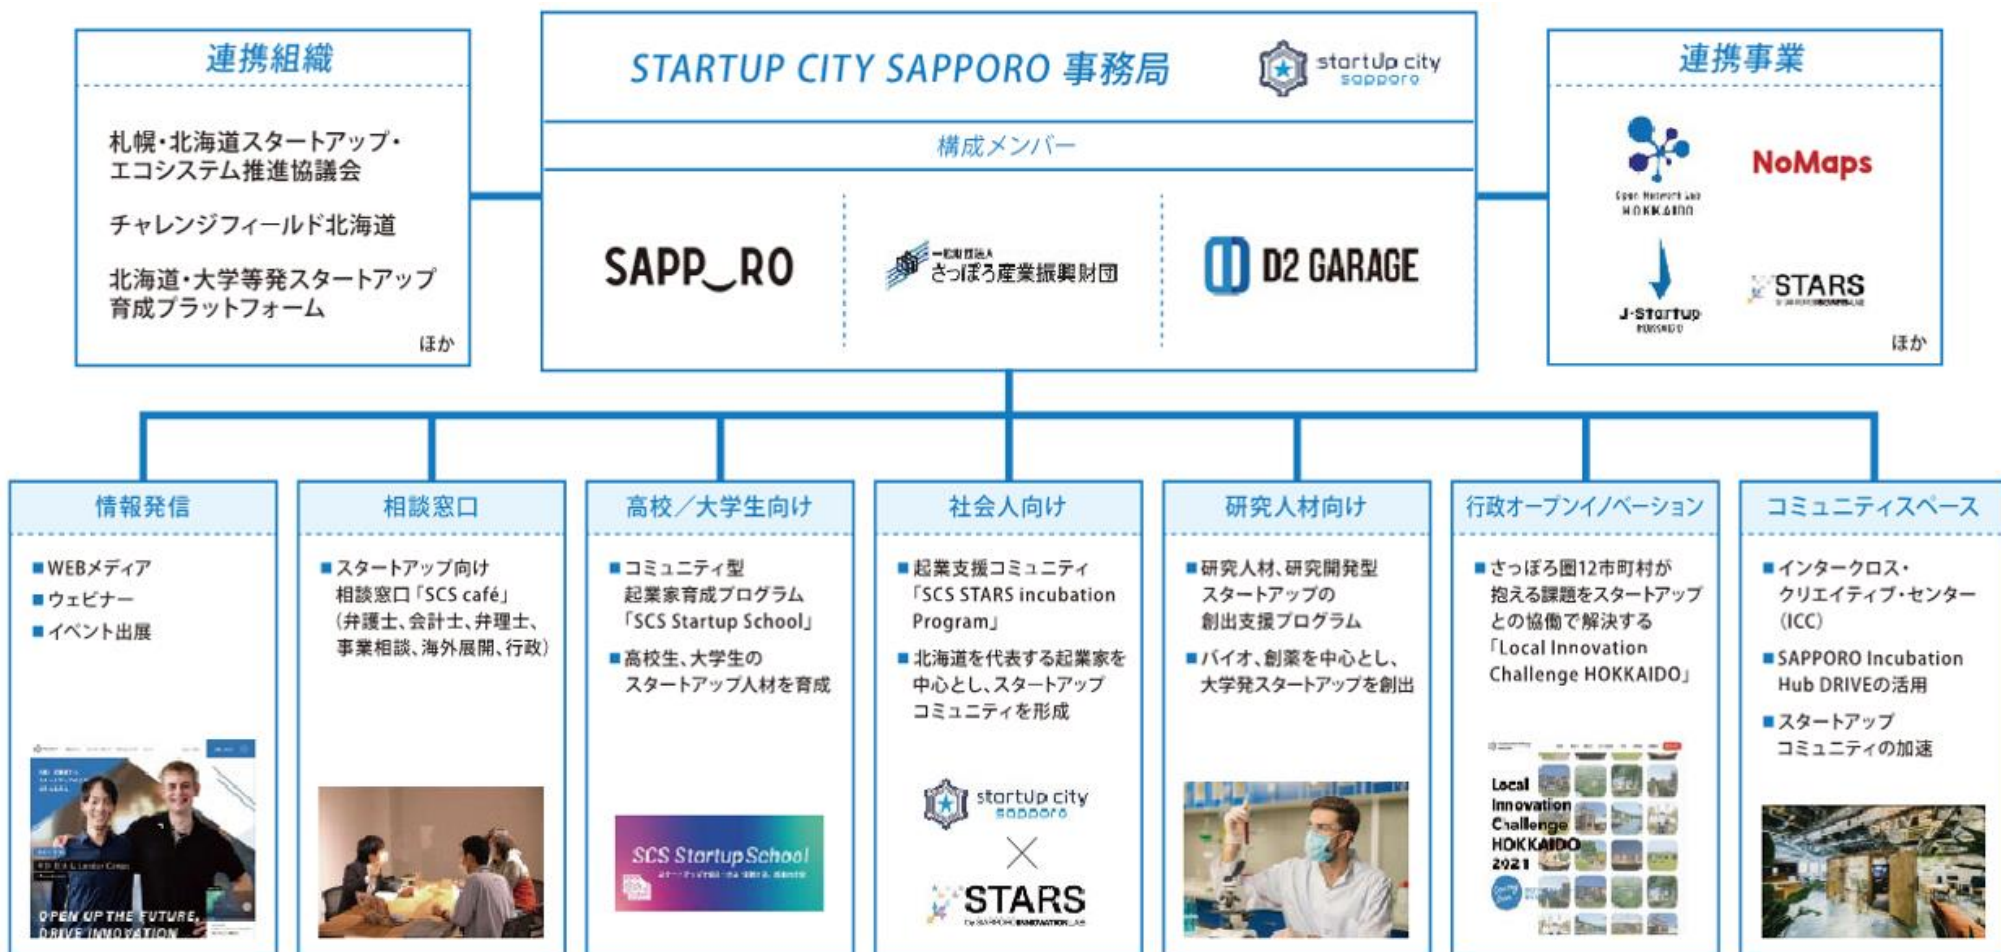 連携組織
札幌・北海道スタートアップ・
エコシステム推進協議会
チャレンジフィールド北海道
北海道・大学等発スタートアップ
育成プラットフォーム
ほか
STARTUP CITY SAPPORO 事務局
startup city
sapporo
構成メンバー
SAPP_RO
一般財団法人
さっぽろ産業振興財団
D2 GARAGE
連携事業
Open Network Lab
HOKKAIDO
NoMaps
J-Startup
HOKKAIDO
STARS
by SAPPORO INNOVATION LAB
ほか
情報発信
■WEBメディア
■ウェビナー
■イベント出展
OPEN UP THE FUTURE,
DRIVE INNOVATION
相談窓口
■スタートアップ向け
相談窓口「SCS café」
(弁護士、会計士、弁理士、
事業相談、海外展開、行政)
高校／大学生向け
■コミュニティ型
起業家育成プログラム
「SCS Startup School」
■高校生、大学生の
スタートアップ人材を育成
SCS Startup School
社会人向け
■起業支援コミュニティ
「SCS STARS incubation
Program」
■北海道を代表する起業家を
中心とし、スタートアップ
コミュニティを形成
startup city
sapporo
×
STARS
by SAPPORO INNOVATION LAB
研究人材向け
■研究人材、研究開発型
スタートアップの
創出支援プログラム
■バイオ、創薬を中心とし、
大学発スタートアップを創出
行政オープンイノベーション
■さっぽろ圏12市町村が
抱える課題をスタートアップ
との協働で解決する
「Local Innovation
Challenge HOKKAIDO」
Local
Innovation
Challenge
HOKKAIDO
2021
コミュニティスペース
■インタークロス・
クリエイティブ・センター
(ICC)
■SAPPORO Incubation
Hub DRIVEの活用
■スタートアップ
コミュニティの加速